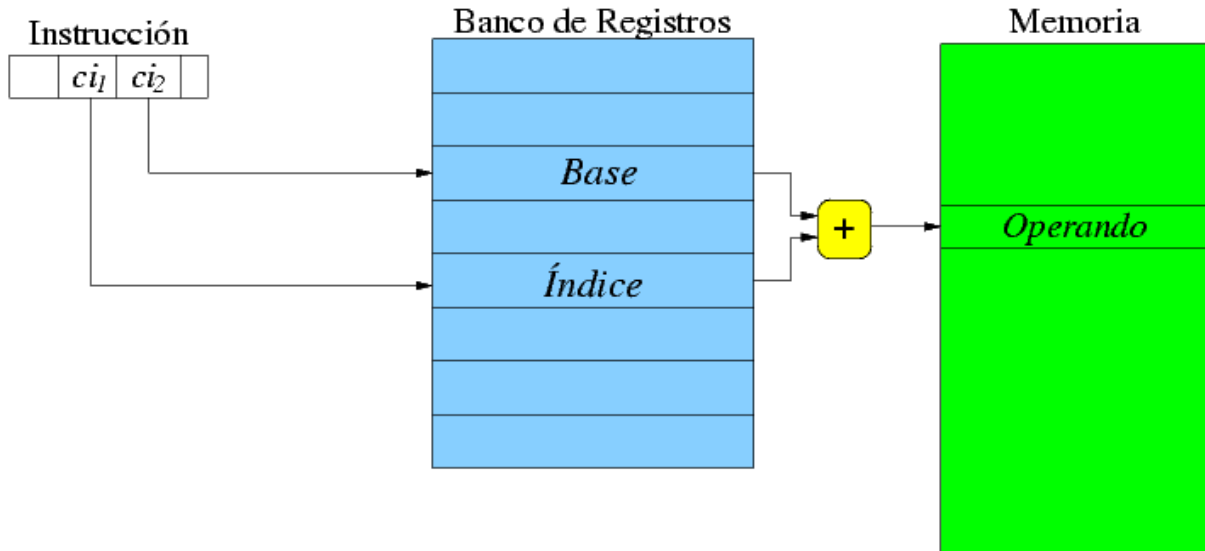 Instrucción
ci1 ci2
Banco de Registros
Base
Índice
+
Memoria
Operando